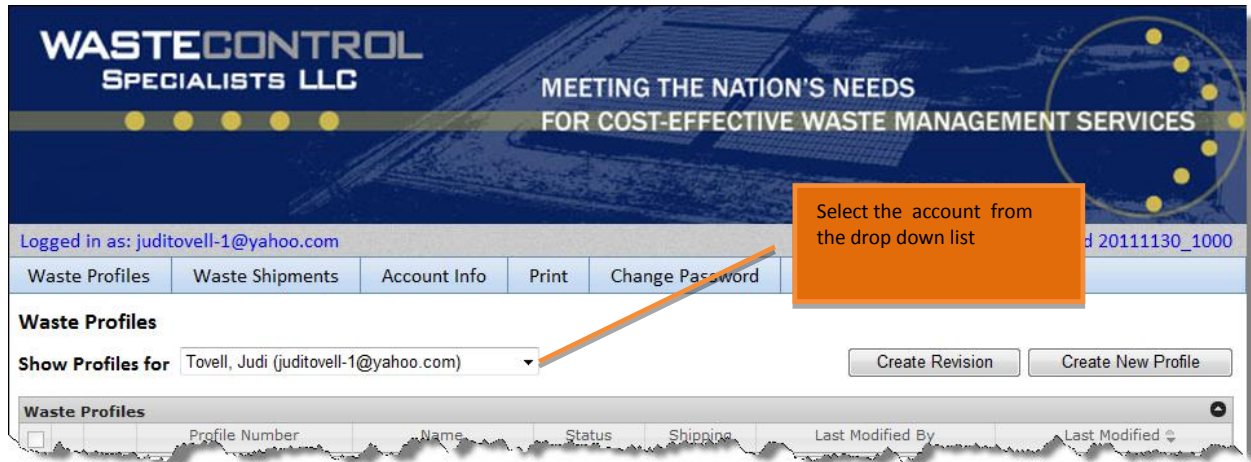 WASTECONTROL
SPECIALISTS LLC
MEETING THE NATION'S NEEDS
FOR COST-EFFECTIVE WASTE MANAGEMENT SERVICES
Select the account from
the drop down list
Logged in as: juditovell-1@yahoo.com
20111130_1000
Waste Profiles Waste Shipments Account Info Print Change Password
Waste Profiles
Show Profiles for Tovell, Judi (juditovell-1@yahoo.com) Create Revision Create New Profile
Waste Profiles
Profile Number Name Status Shipping Last Modified By Last Modified